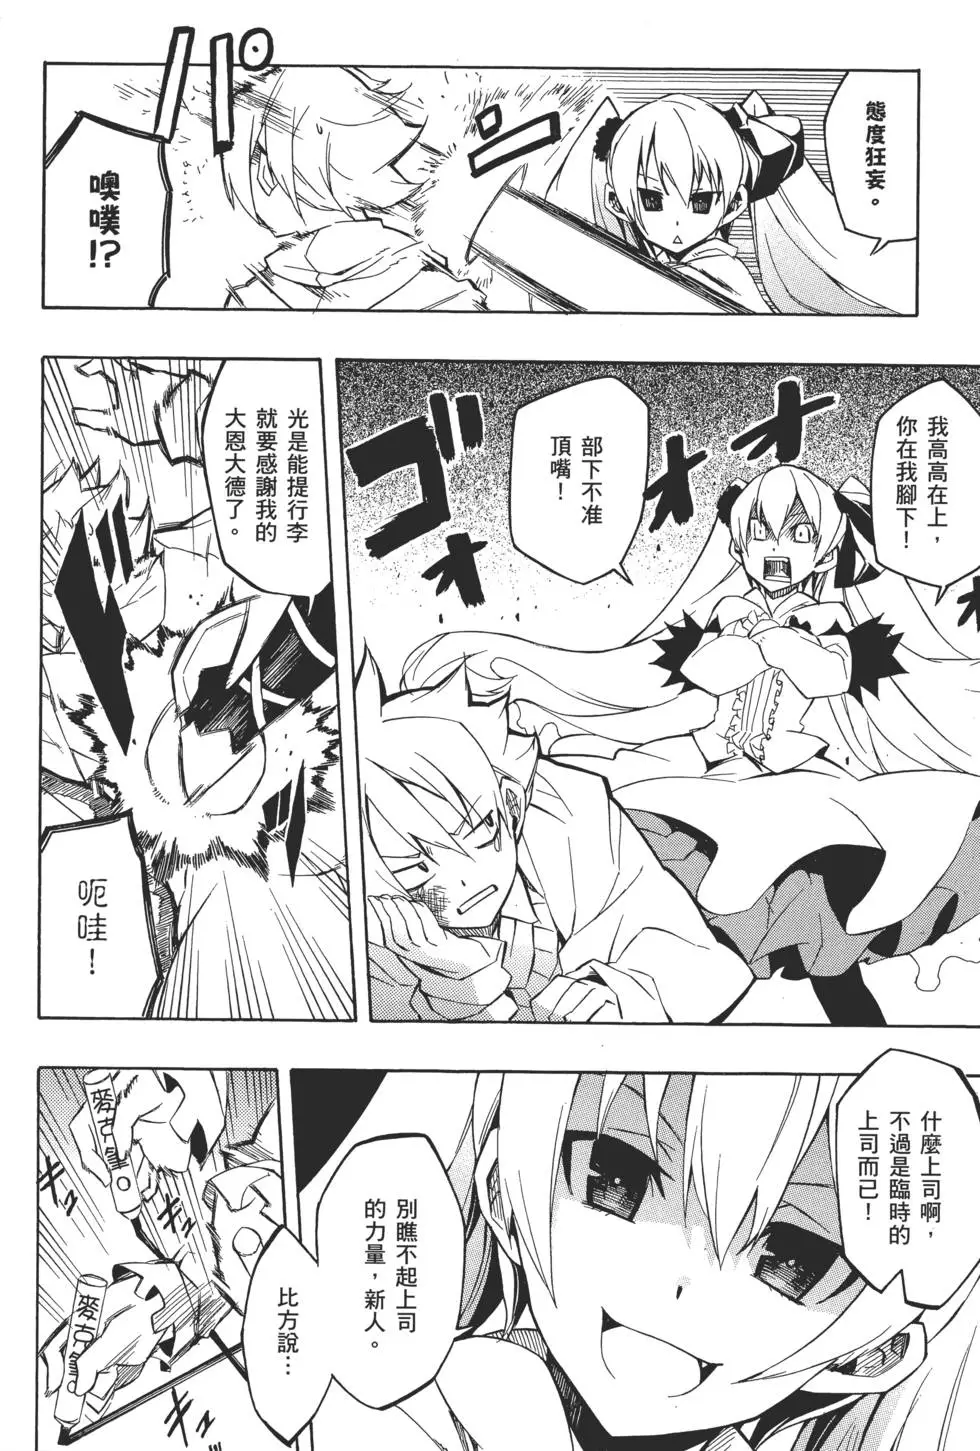 態度狂妄。
パン
噢噗!?
我高高在上，
你在我腳下！
部下不准
頂嘴！
ゴオオオ
光是能提行李
就要感謝我的
大恩大德了。
呃哇！
什麼上司啊，
不過是臨時的
上司而已！
別瞧不起上司
的力量，新人。
比方說…
麥克筆
麥克筆
キュ
キュ
キュ